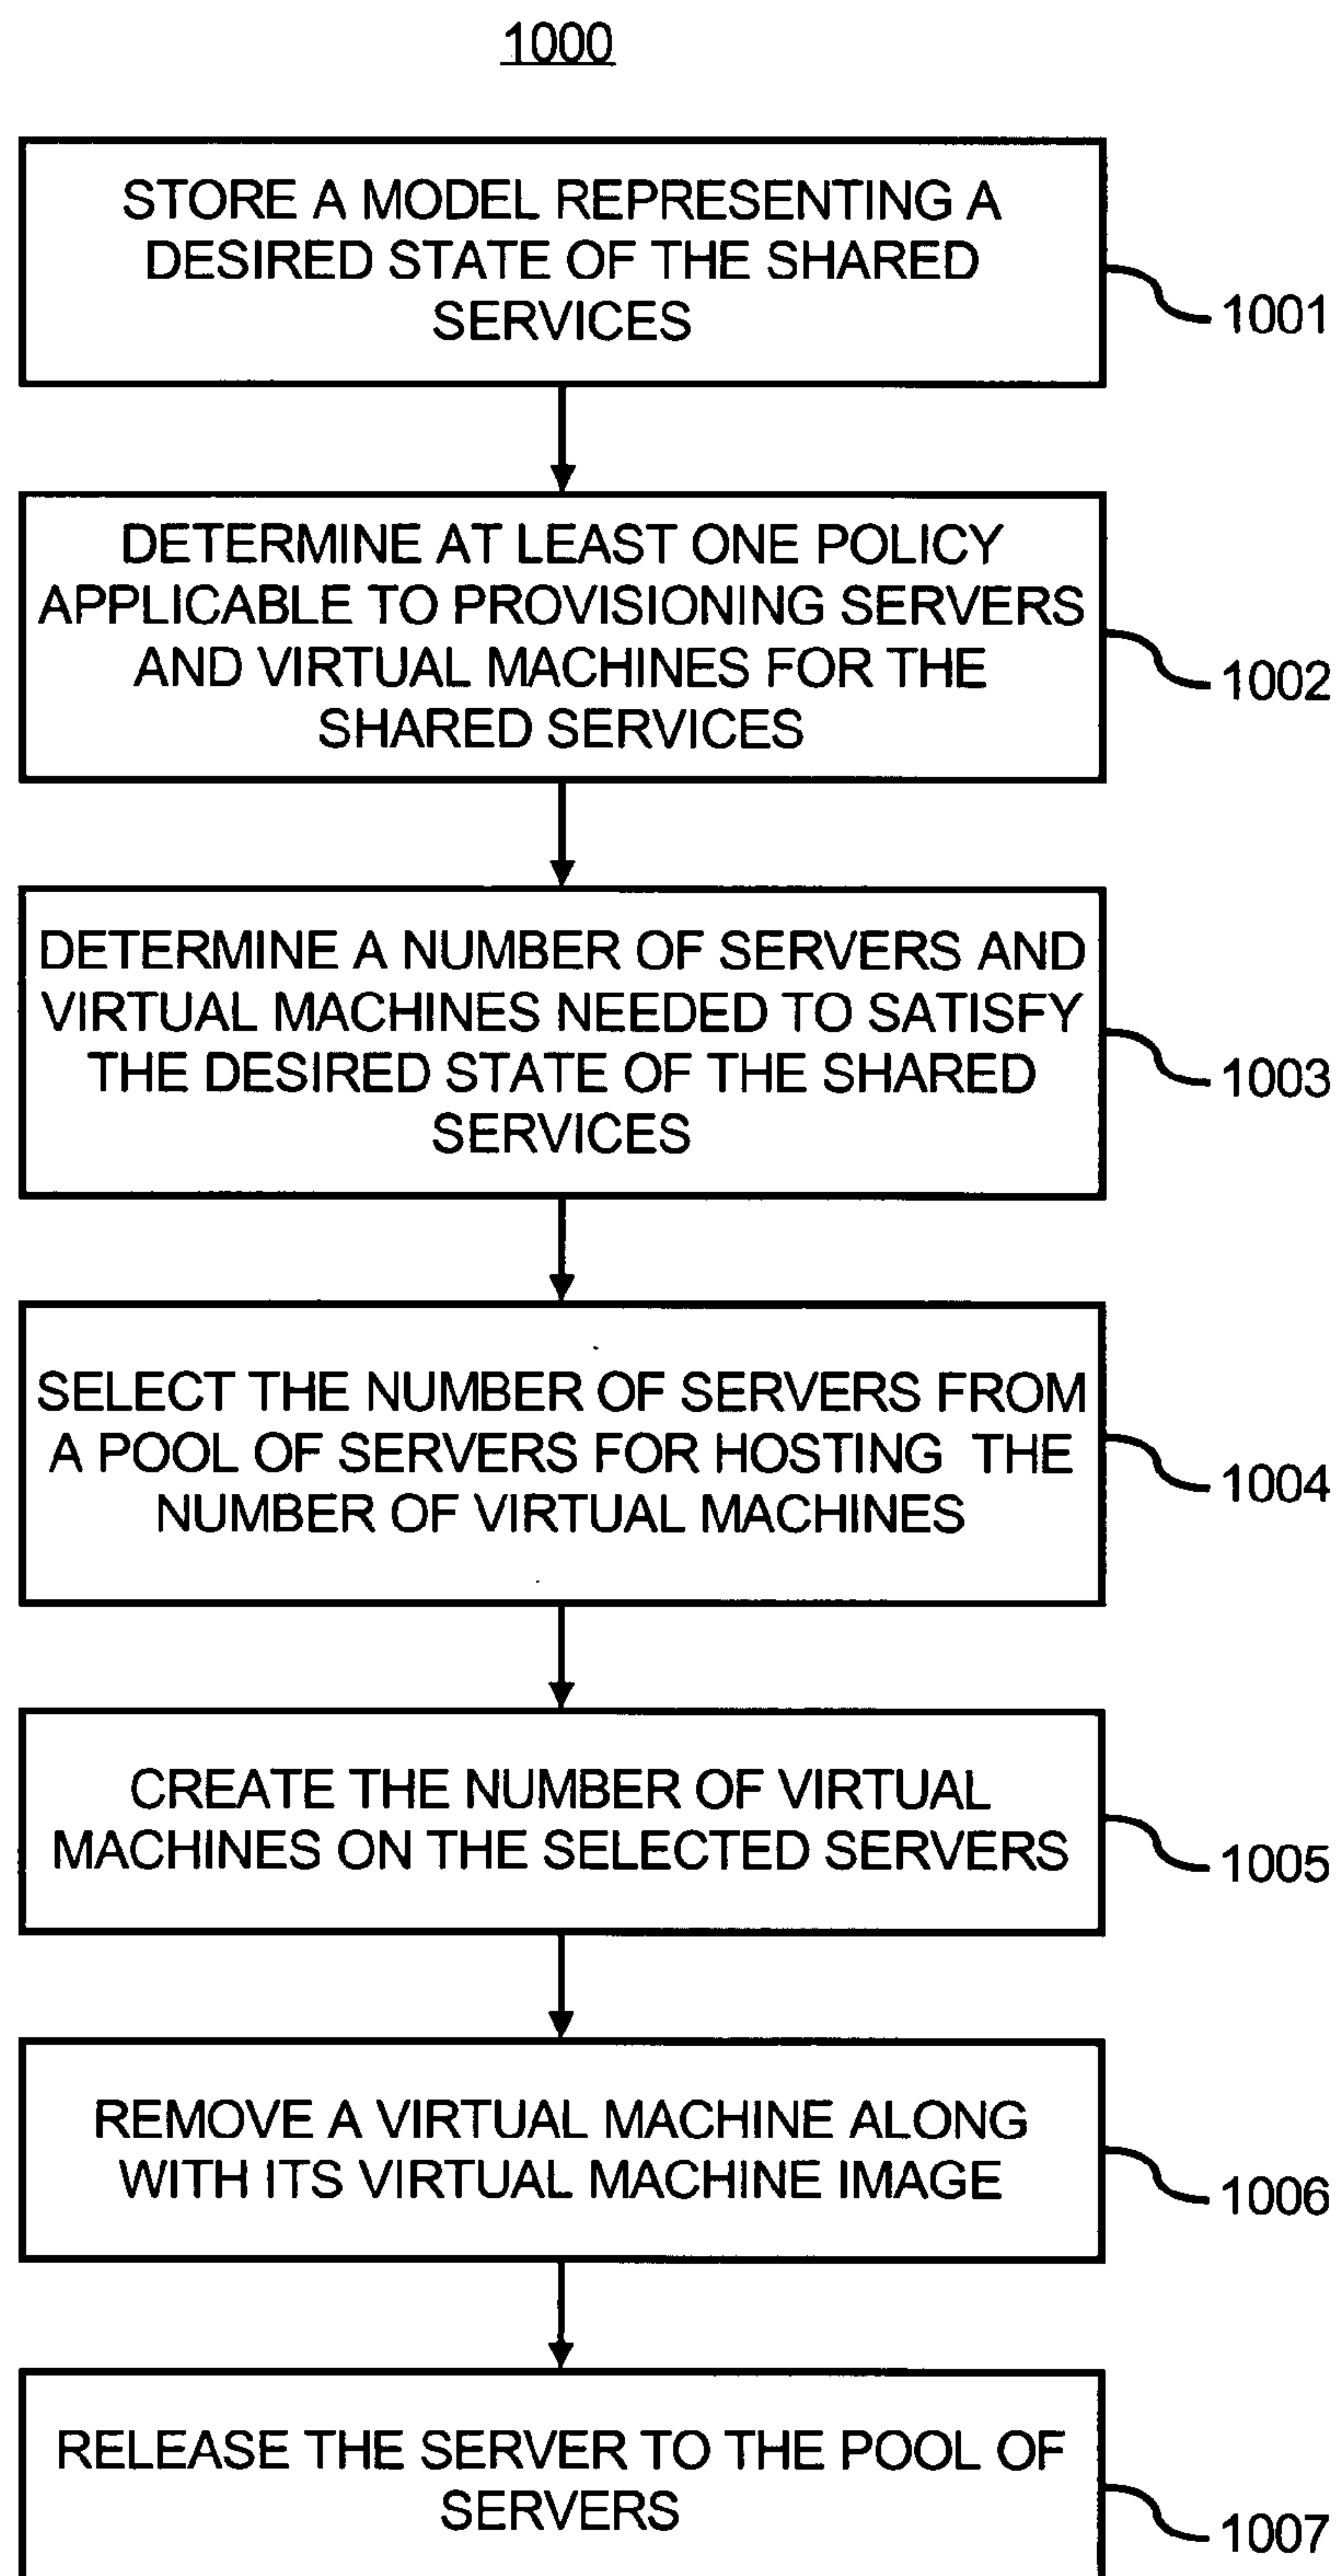 1000
STORE A MODEL REPRESENTING A
DESIRED STATE OF THE SHARED
SERVICES
1001
DETERMINE AT LEAST ONE POLICY
APPLICABLE TO PROVISIONING SERVERS
AND VIRTUAL MACHINES FOR THE
SHARED SERVICES
1002
DETERMINE A NUMBER OF SERVERS AND
VIRTUAL MACHINES NEEDED TO SATISFY
THE DESIRED STATE OF THE SHARED
SERVICES
1003
SELECT THE NUMBER OF SERVERS FROM
A POOL OF SERVERS FOR HOSTING THE
NUMBER OF VIRTUAL MACHINES
1004
CREATE THE NUMBER OF VIRTUAL
MACHINES ON THE SELECTED SERVERS
1005
REMOVE A VIRTUAL MACHINE ALONG
WITH ITS VIRTUAL MACHINE IMAGE
1006
RELEASE THE SERVER TO THE POOL OF
SERVERS
1007